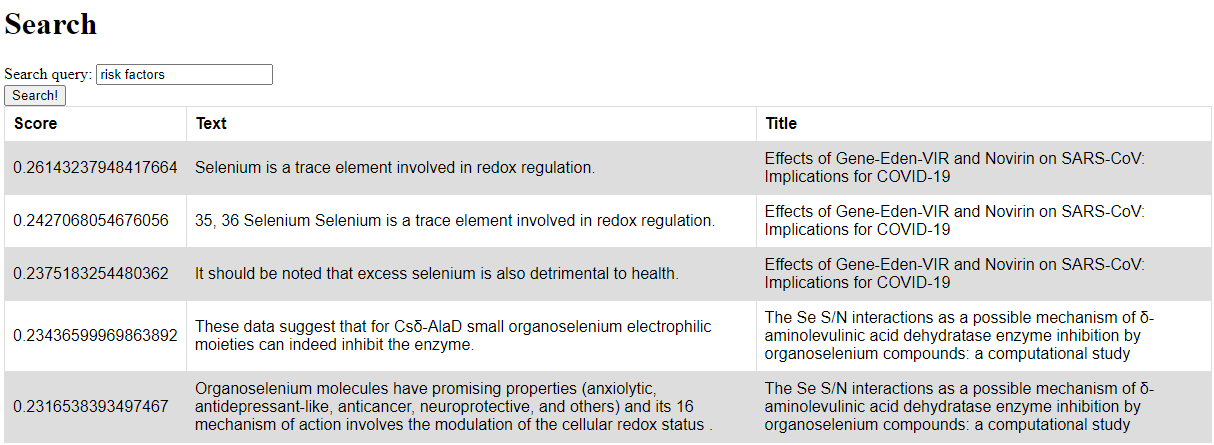 Search
Search query: risk factors
Search!
Score Text Title
0.26143237948417664 Selenium is a trace element involved in redox regulation. Effects of Gene-Eden-VIR and Novirin on SARS-CoV:
Implications for COVID-19
0.2427068054676056 35, 36 Selenium Selenium is a trace element involved in redox regulation. Effects of Gene-Eden-VIR and Novirin on SARS-CoV:
Implications for COVID-19
0.2375183254480362 It should be noted that excess selenium is also detrimental to health. Effects of Gene-Eden-VIR and Novirin on SARS-CoV:
Implications for COVID-19
0.23436599969863892 These data suggest that for Csδ-AlaD small organoselenium electrophilic
moieties can indeed inhibit the enzyme.
The Se S/N interactions as a possible mechanism of δ-
aminolevulinic acid dehydratase enzyme inhibition by
organoselenium compounds: a computational study
0.2316538393497467 Organoselenium molecules have promising properties (anxiolytic,
antidepressant-like, anticancer, neuroprotective, and others) and its 16
mechanism of action involves the modulation of the cellular redox status .
The Se S/N interactions as a possible mechanism of δ-
aminolevulinic acid dehydratase enzyme inhibition by
organoselenium compounds: a computational study